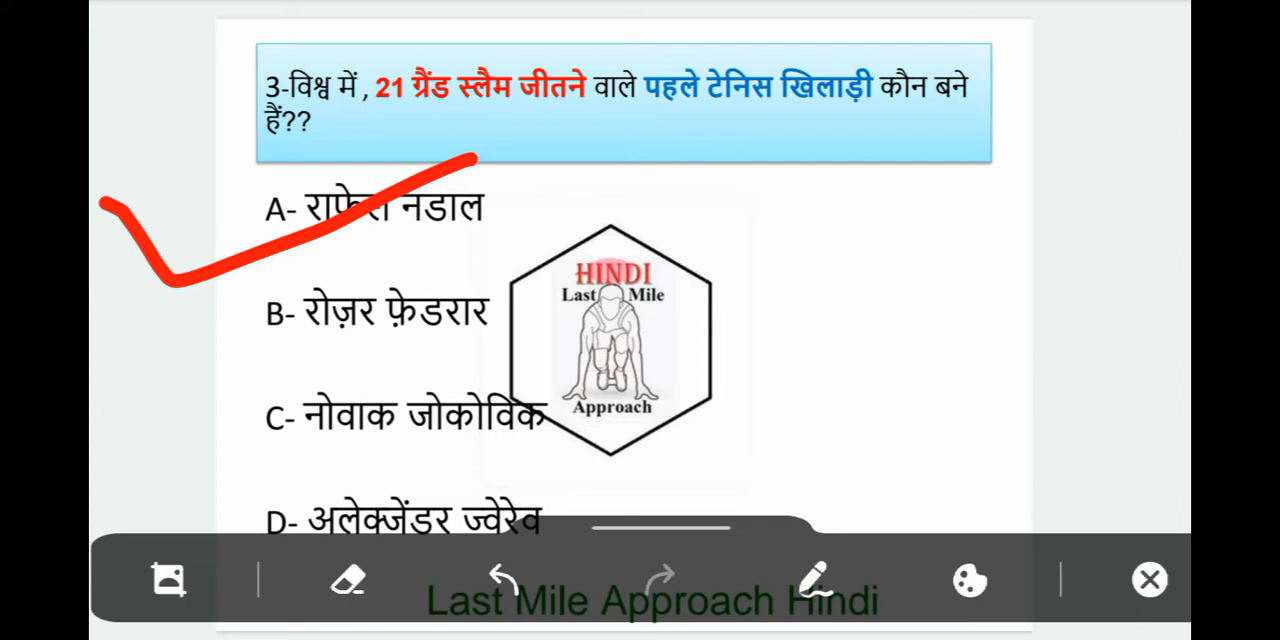 3-विश्व में , 21 ग्रैंड स्लैम जीतने वाले पहले टेनिस खिलाड़ी कौन बने
हैं??
A- राफेल नडाल
B- रोज़र फ़ेडरार
HINDI
Last Mile
Approach
C- नोवाक जोकोविक
D- अलेक्जेंडर ज्वेरेव
Last Mile Approach Hindi